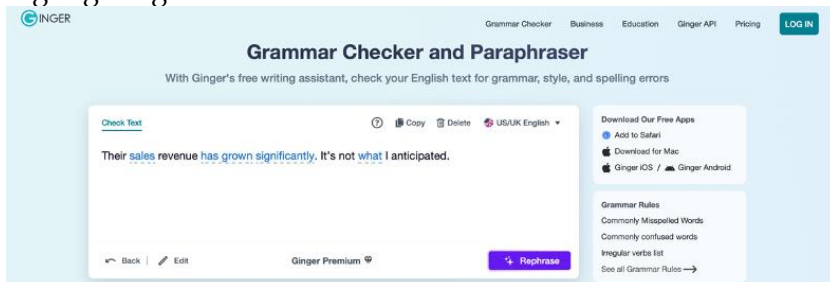 GINGER
Grammar Checker Business Education Ginger API Pricing LOG IN
Grammar Checker and Paraphraser
With Ginger's free writing assistant, check your English text for grammar, style, and spelling errors
Check Text
Copy Delete US/UK English
Their sales revenue has grown significantly. It's not what I anticipated.
Back | Edit
Ginger Premium
Rephrase
Download Our Free Apps
Add to Safari
Download for Mac
Ginger iOS / Ginger Android
Grammar Rules
Commonly Misspelled Words
Commonly confused words
Irregular verbs list
See all Grammar Rules